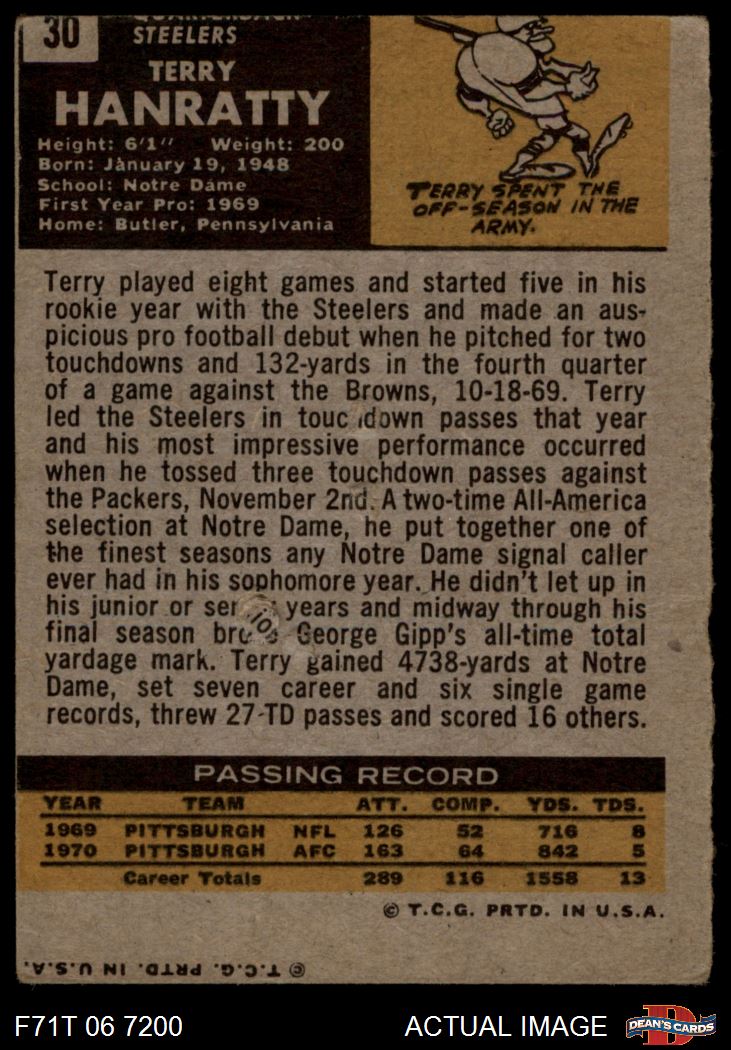 30
QUARTERBACK
STEELERS
TERRY
HANRATTY
Height: 6'1" Weight: 200
Born: January 19, 1948
School: Notre Dame
First Year Pro: 1969
Home: Butler, Pennsylvania
TERRY SPENT THE
OFF-SEASON IN THE
ARMY.
Terry played eight games and started five in his
rookie year with the Steelers and made an aus-
picious pro football debut when he pitched for two
touchdowns and 132-yards in the fourth quarter
of a game against the Browns, 10-18-69. Terry
led the Steelers in touc down passes that year
and his most impressive performance occurred
when he tossed three touchdown passes against
the Packers, November 2nd. A two-time All-America
selection at Notre Dame, he put together one of
the finest seasons any Notre Dame signal caller
ever had in his sophomore year. He didn't let up in
his junior or years and midway through his
final season George Gipp's all-time total
yardage mark. Terry gained 4738-yards at Notre
Dame, set seven career and six single game
records, threw 27-TD passes and scored 16 others.
PASSING RECORD
YEAR TEAM ATT. COMP. YDS. TDS.
1969 PITTSBURGH NFL 126 52 716 8
1970 PITTSBURGH AFC 163 64 842 5
Career Totals 289 116 1558 13
© T.C.G. PRTD. IN U.S.A.
© T.C.G. PRTD. IN U.S.A.
F71T 06 7200
ACTUAL IMAGE
D
DEAN'S CARDS